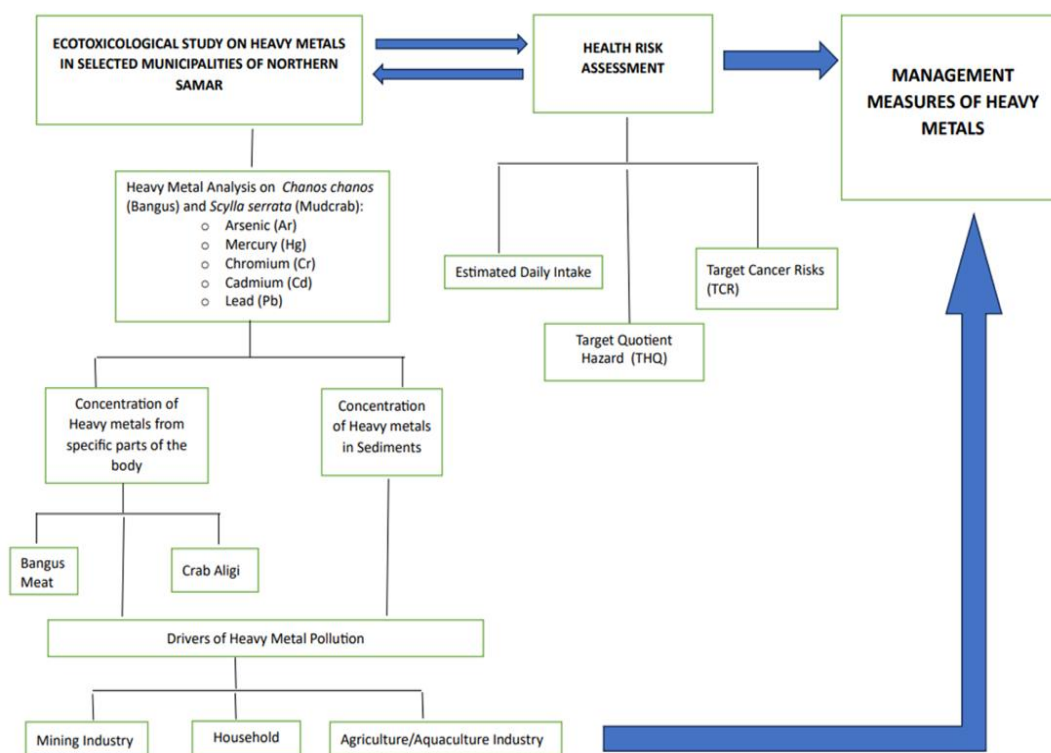 ECOTOXICOLOGICAL STUDY ON HEAVY METALS
IN SELECTED MUNICIPALITIES OF NORTHERN
SAMAR
HEALTH RISK
ASSESSMENT
MANAGEMENT
MEASURES OF HEAVY
METALS
Heavy Metal Analysis on Chanos chanos
(Bangus) and Scylla serrata (Mudcrab):
o Arsenic (Ar)
o Mercury (Hg)
o Chromium (Cr)
o Cadmium (Cd)
o Lead (Pb)
Estimated Daily Intake
Target Cancer Risks
(TCR)
Target Quotient
Hazard (THQ)
Concentration of
Heavy metals from
specific parts of the
body
Concentration
of Heavy metals
in Sediments
Bangus
Meat
Crab Aligi
Drivers of Heavy Metal Pollution
Mining Industry
Household
Agriculture/Aquaculture Industry